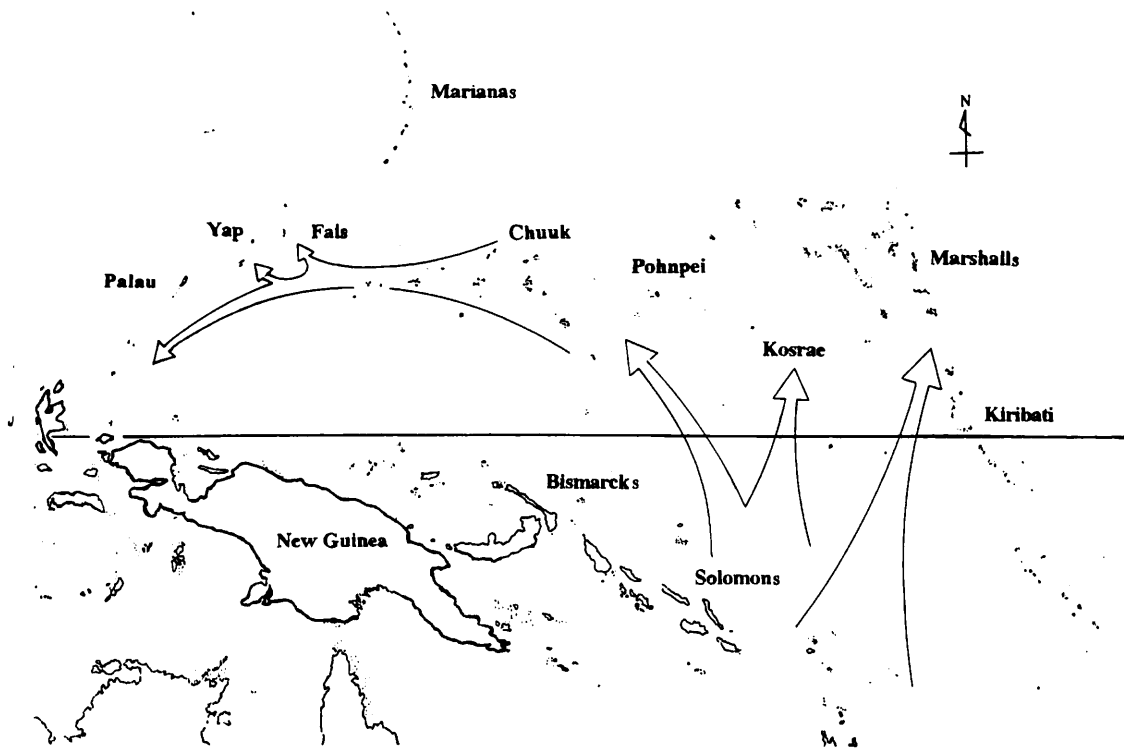 Marianas
N
Yap
Fais
Chuuk
Palau
Pohnpei
Marshalls
Kosrae
Kiribati
Bismarcks
New Guinea
Solomons